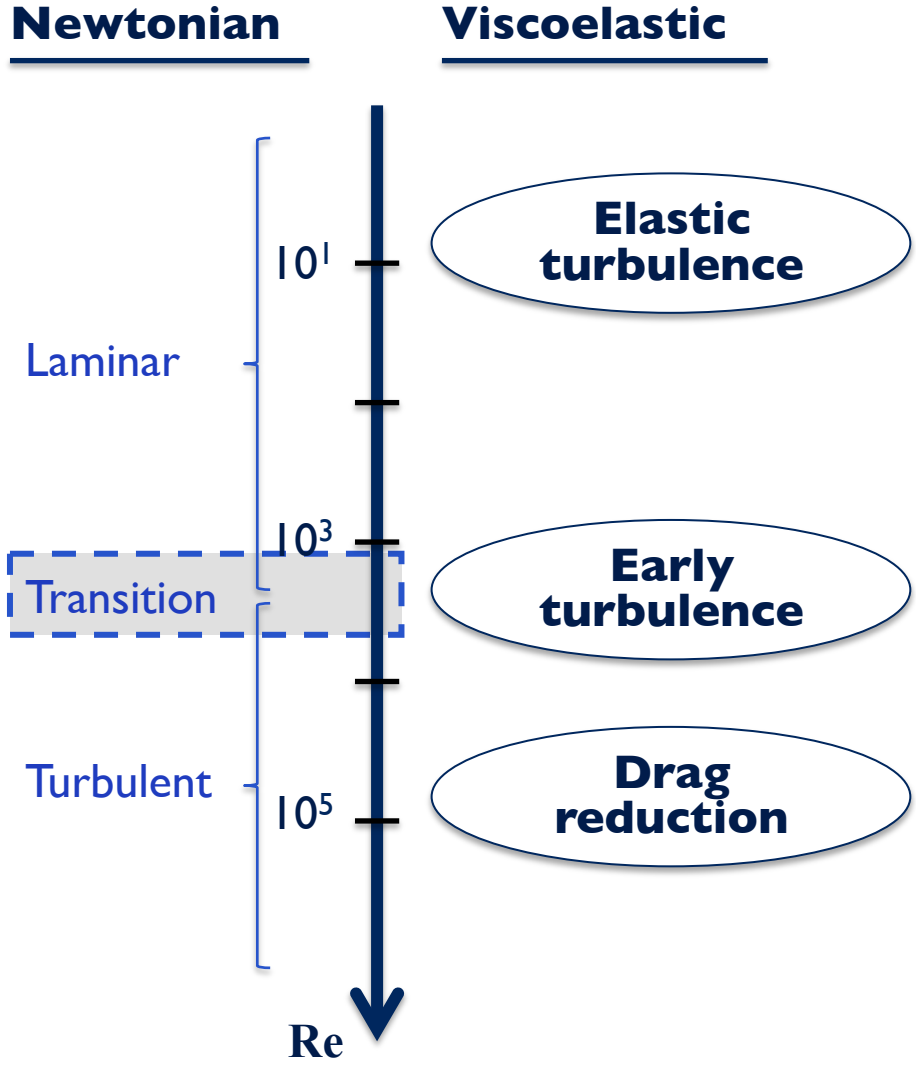 Newtonian
Viscoelastic
Elastic
turbulence
10¹
Laminar
10³
Early
turbulence
Transition
Drag
reduction
Turbulent
10⁵
Re